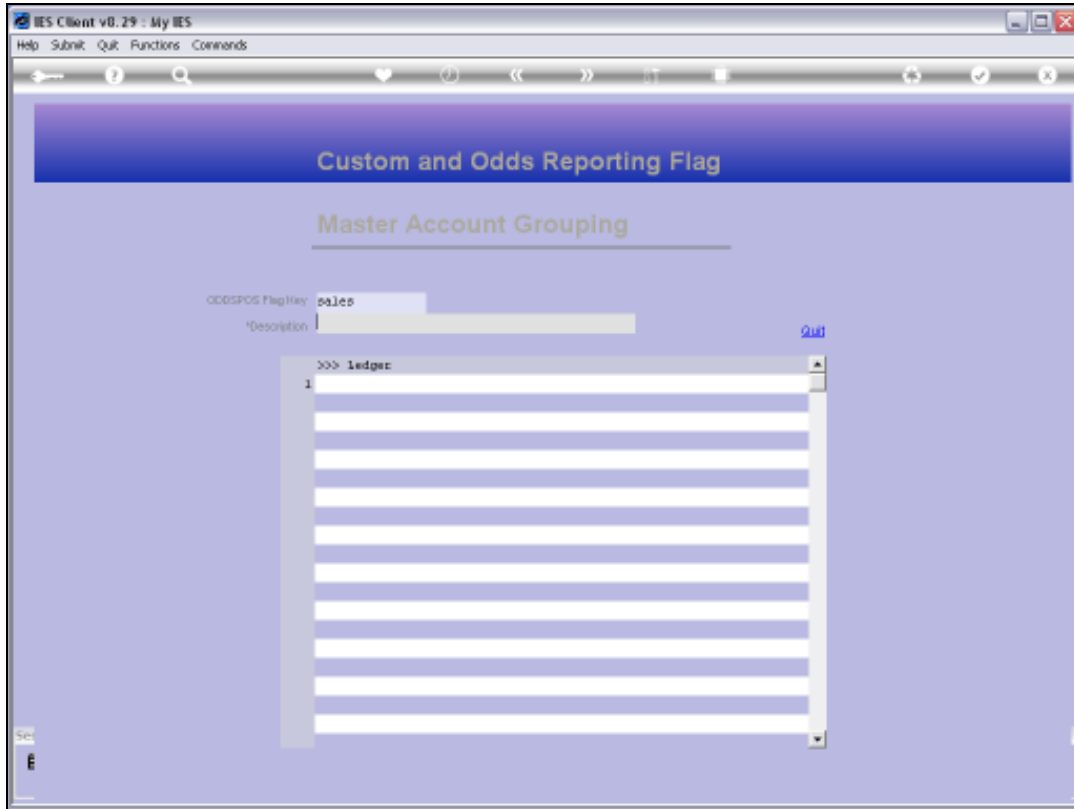 IES Client v8.29 : My IES
Help Submit Quit Functions Commands
Custom and Odds Reporting Flag
Master Account Grouping
ODDSPOS Flag Key sales
*Description
Quit
>>> ledger
1